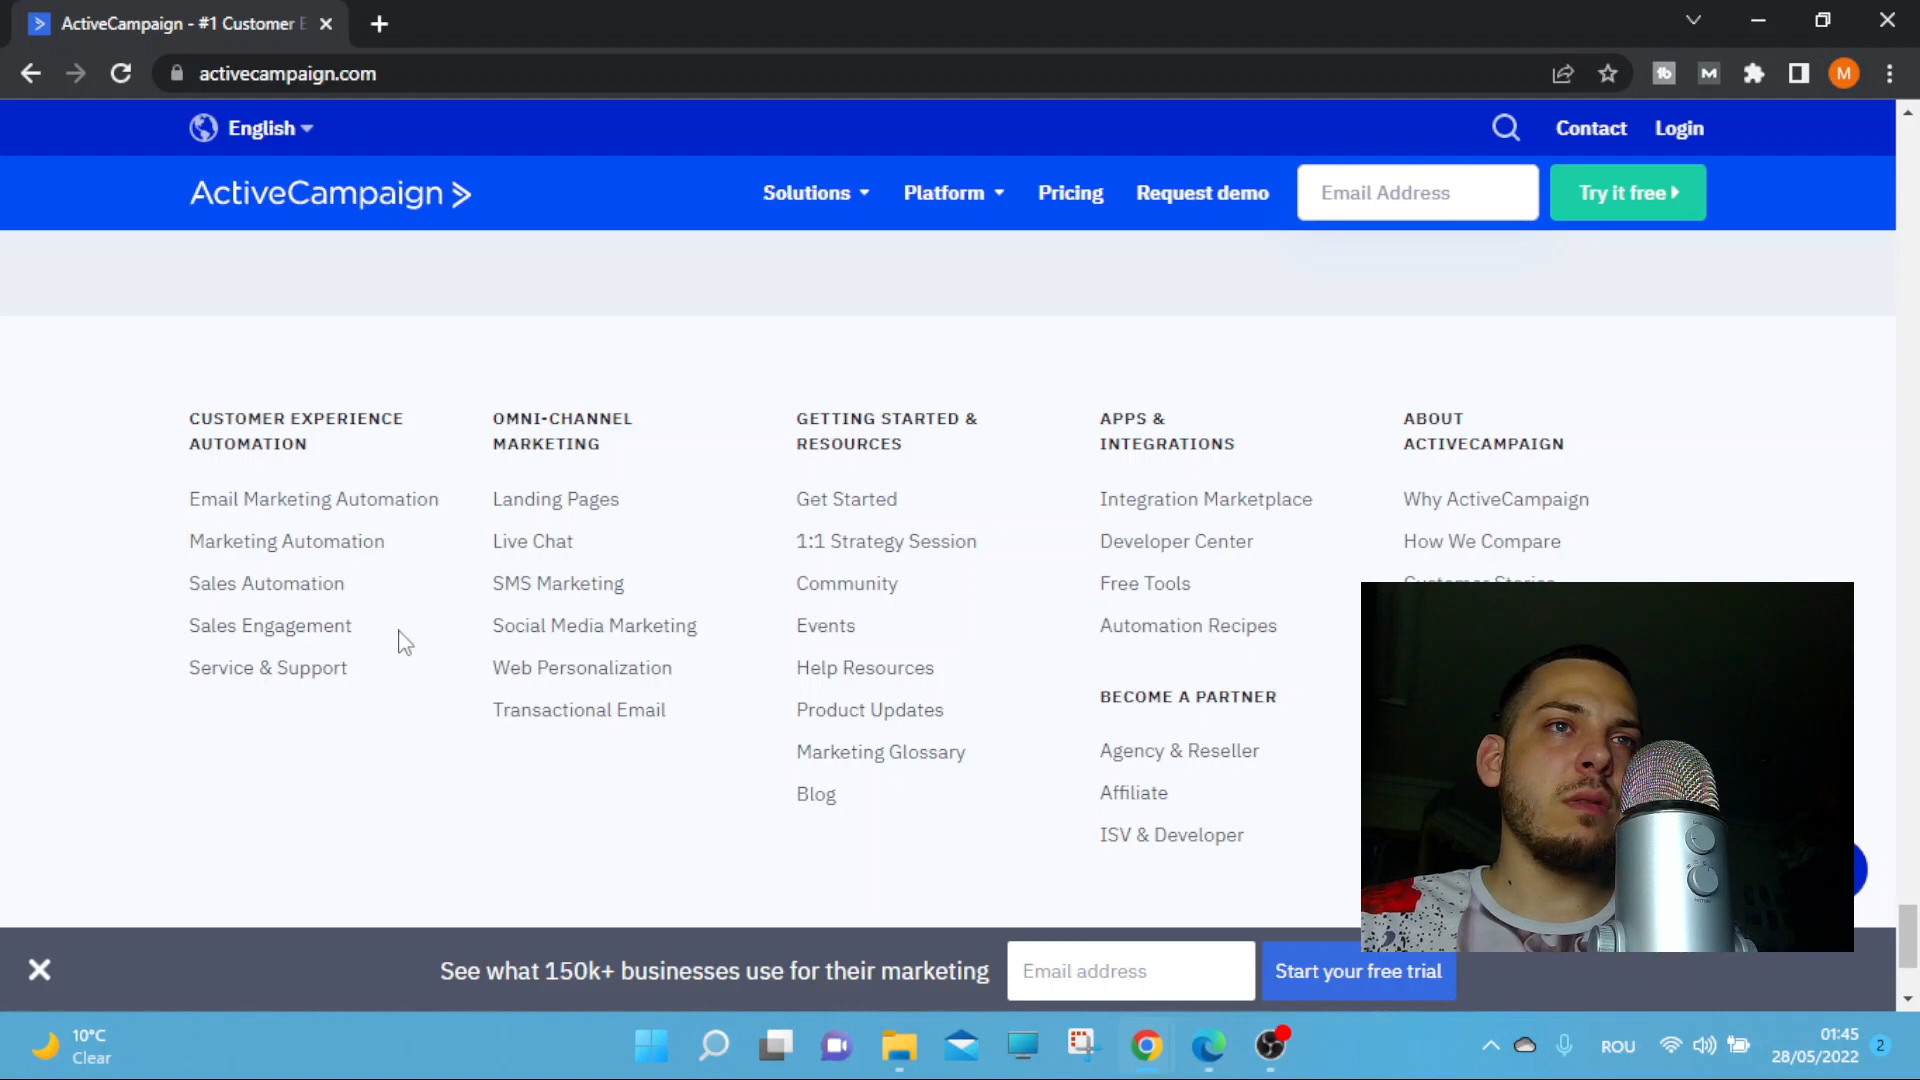 ActiveCampaign - #1 Customer E
activecampaign.com
M
English
Contact
Login
ActiveCampaign
Solutions
Platform
Pricing
Request demo
Email Address
Try it free
CUSTOMER EXPERIENCE
AUTOMATION
Email Marketing Automation
Marketing Automation
Sales Automation
Sales Engagement
Service & Support
OMNI-CHANNEL
MARKETING
Landing Pages
Live Chat
SMS Marketing
Social Media Marketing
Web Personalization
Transactional Email
GETTING STARTED &
RESOURCES
Get Started
1:1 Strategy Session
Community
Events
Help Resources
Product Updates
Marketing Glossary
Blog
APPS &
INTEGRATIONS
Integration Marketplace
Developer Center
Free Tools
Automation Recipes
BECOME A PARTNER
Agency & Reseller
Affiliate
ISV & Developer
ABOUT
ACTIVECAMPAIGN
Why ActiveCampaign
How We Compare
Customer Stories
See what 150k+ businesses use for their marketing
Email address
Start your free trial
10°C
Clear
ROU
01:45
28/05/2022
2